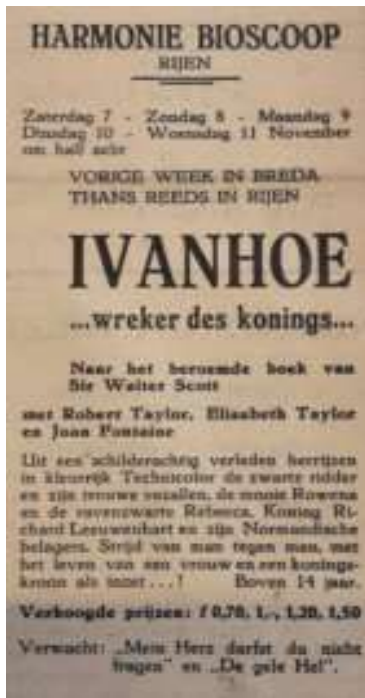 HARMONIE BIOSCOOP
RIJEN
Zaterdag 7 - Zondag 8 - Maandag 9
Dinsdag 10 - Woensdag 11 November
om half acht
VORIGE WEEK IN BREDA
THANS REEDS IN RIJEN
IVANHOE
...wreker des konings...
Naar het beroemde boek van
Sir Walter Scott
met Robert Taylor, Elisabeth Taylor
en Joan Fontaine
Uit een schilderachtig verleden herrijzen
in kleurrijk Technicolor de zwarte ridder
en zijn trouwe vazallen, de mooie Rowena
en de ravenzwarte Rebecca, Koning Ri-
chard Leeuwenhart en zijn Normandische
belagers. Strijd van man tegen man, met
het leven van een vrouw en een konings-
kroon als inzet...! Boven 14 jaar.
Verhoogde prijzen: f 0,70, 1,-, 1,20, 1,50
Verwacht: „Mein Herz darfst du nicht
fragen" en „De gele Hel".